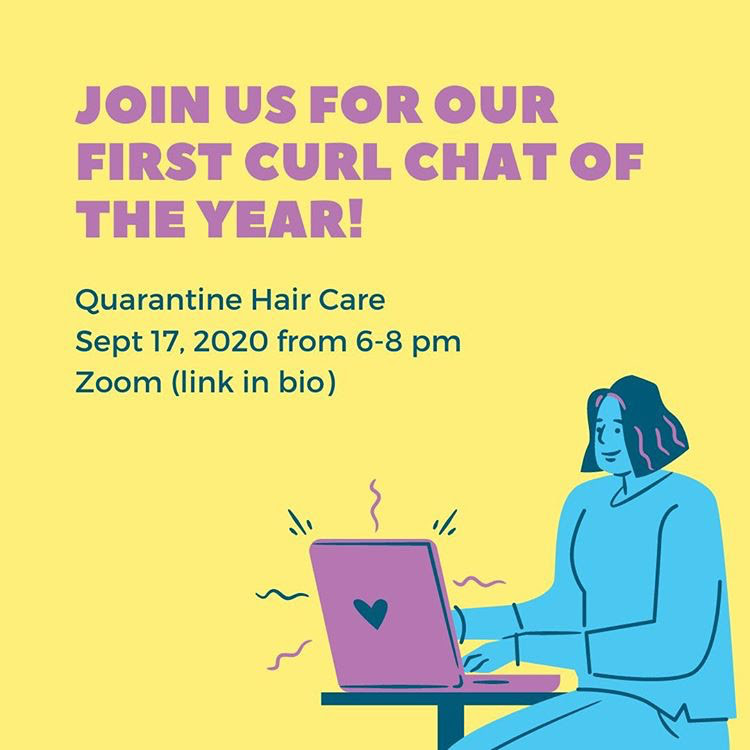 JOIN US FOR OUR
FIRST CURL CHAT OF
THE YEAR!
Quarantine Hair Care
Sept 17, 2020 from 6-8 pm
Zoom (link in bio)